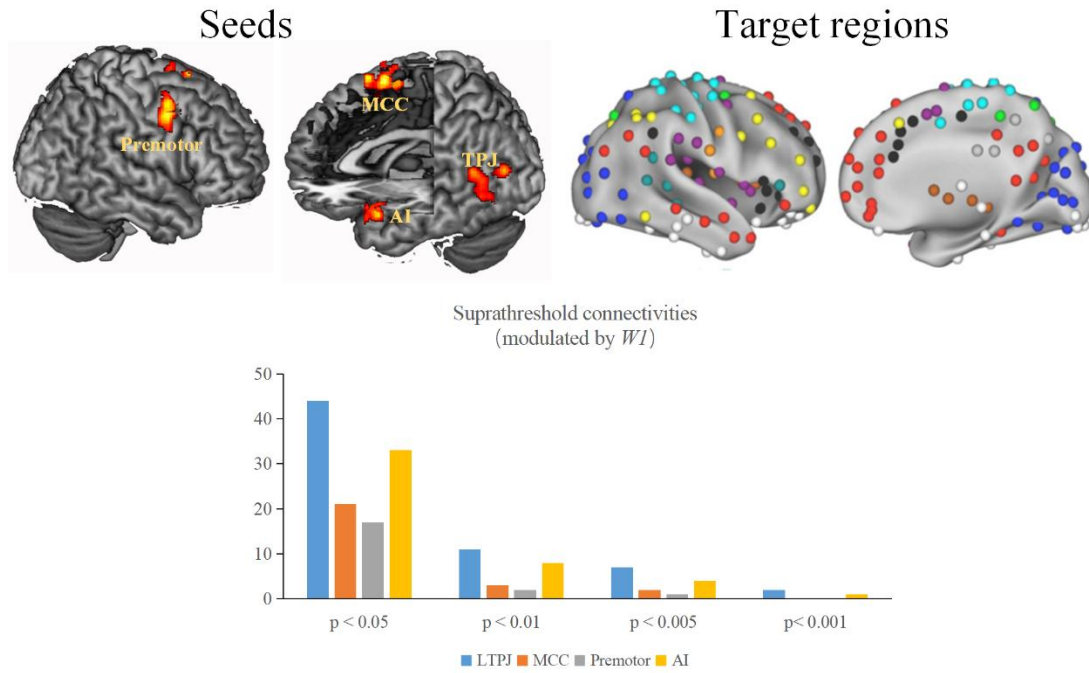 Seeds
Target regions
MCC
Premotor
TPJ
AI
Suprathreshold connectivities
(modulated by W1)
50
40
30
20
10
0
p < 0.05
p < 0.01
p < 0.005
p< 0.001
LTPJ MCC Premotor AI